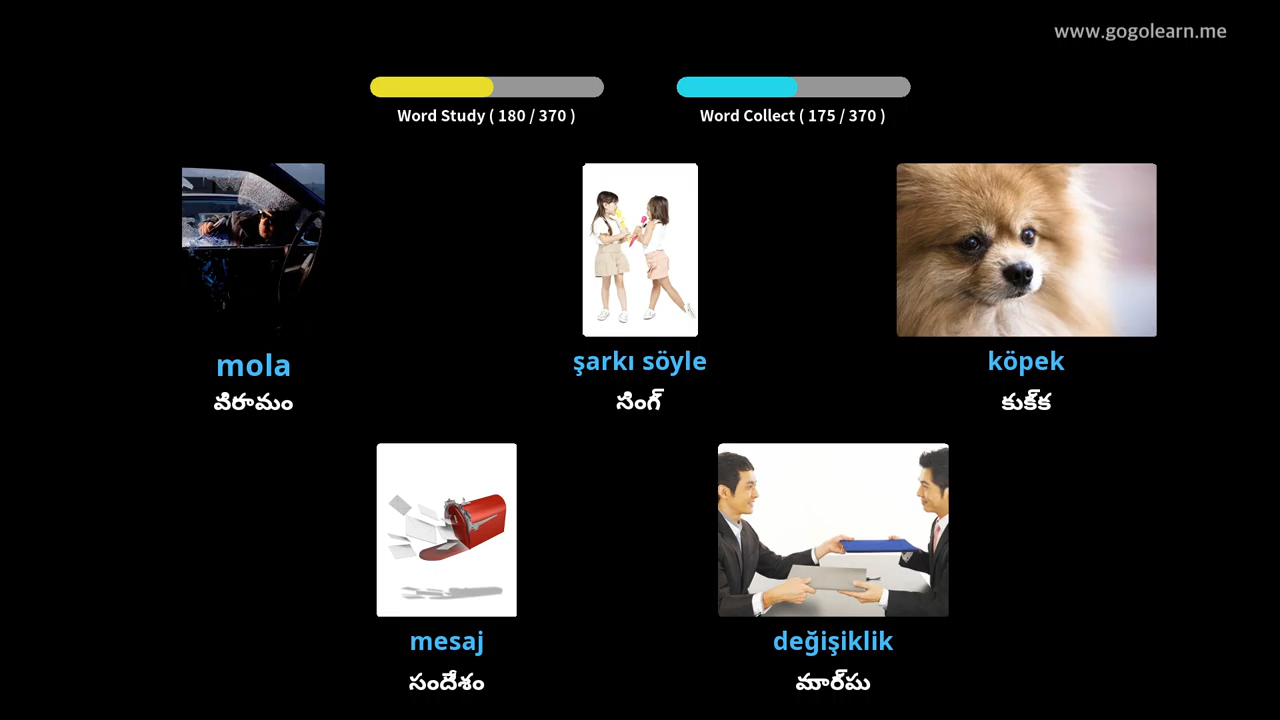 www.gogolearn.me
Word Study ( 180 / 370 )
Word Collect ( 175 / 370 )
mola
విరామం
şarkı söyle
సింగ్
köpek
కుక్క
mesaj
సందేశం
değişiklik
మార్పు